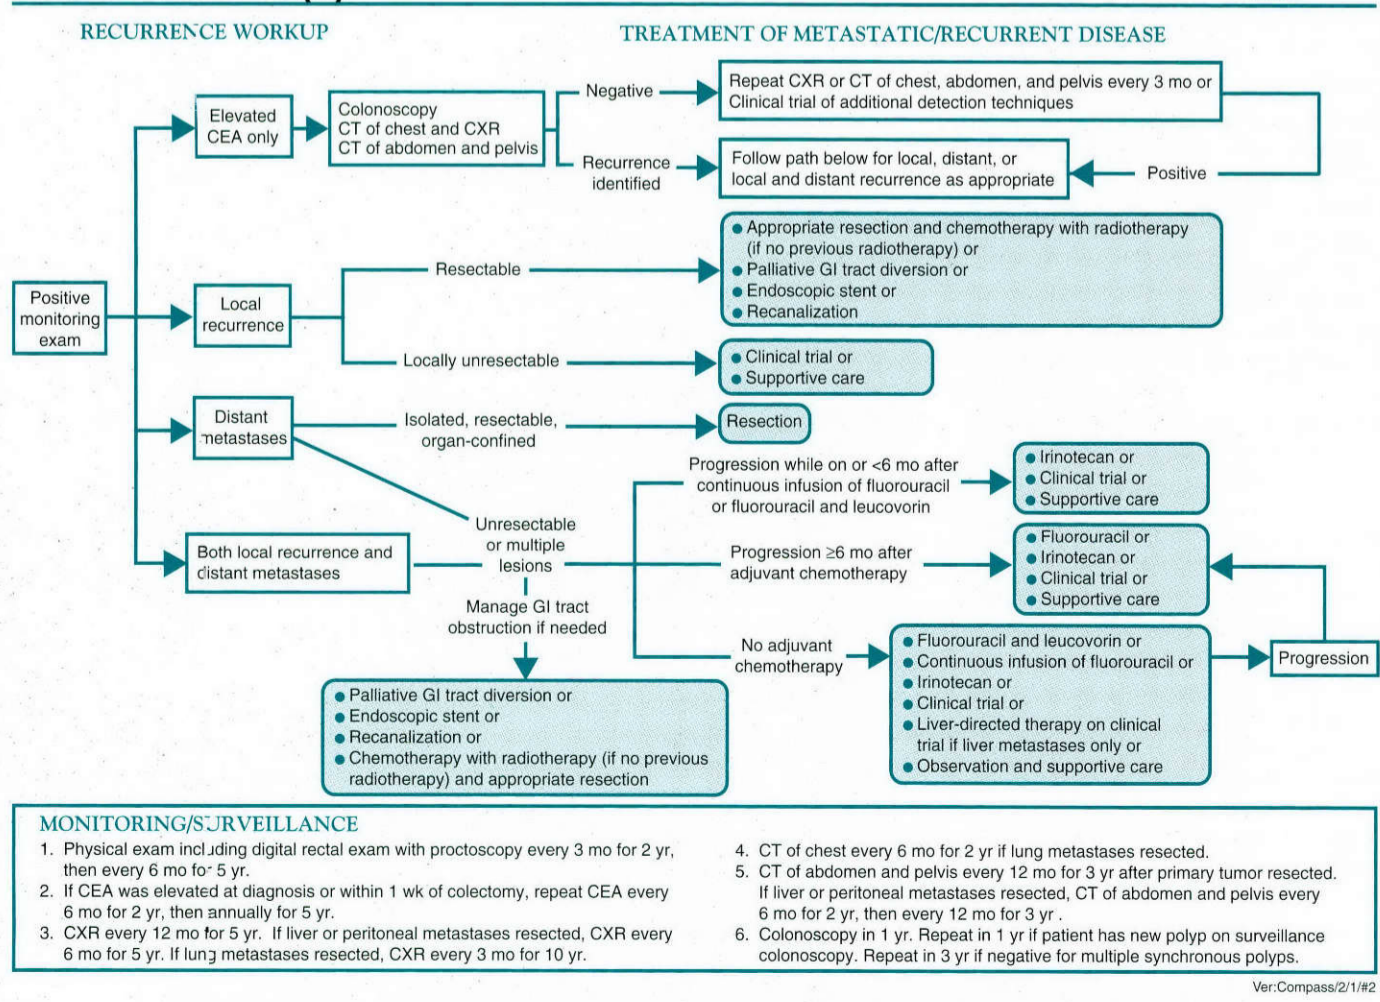 RECURRENCE WORKUP
TREATMENT OF METASTATIC/RECURRENT DISEASE
Positive
monitoring
exam
Elevated
CEA only
Colonoscopy
CT of chest and CXR
CT of abdomen and pelvis
Negative
Repeat CXR or CT of chest, abdomen, and pelvis every 3 mo or
Clinical trial of additional detection techniques
Recurrence
identified
Follow path below for local, distant, or
local and distant recurrence as appropriate
Positive
Local
recurrence
Resectable
● Appropriate resection and chemotherapy with radiotherapy
(if no previous radiotherapy) or
● Palliative GI tract diversion or
● Endoscopic stent or
● Recanalization
Locally unresectable
● Clinical trial or
● Supportive care
Distant
metastases
Isolated, resectable,
organ-confined
Resection
Both local recurrence and
distant metastases
Unresectable
or multiple
lesions
Manage GI tract
obstruction if needed
● Palliative GI tract diversion or
● Endoscopic stent or
● Recanalization or
● Chemotherapy with radiotherapy (if no previous
radiotherapy) and appropriate resection
Progression while on or <6 mo after
continuous infusion of fluorouracil
or fluorouracil and leucovorin
● Irinotecan or
● Clinical trial or
● Supportive care
Progression ≥6 mo after
adjuvant chemotherapy
● Fluorouracil or
● Irinotecan or
● Clinical trial or
● Supportive care
No adjuvant
chemotherapy
● Fluorouracil and leucovorin or
● Continuous infusion of fluorouracil or
● Irinotecan or
● Clinical trial or
● Liver-directed therapy on clinical
trial if liver metastases only or
● Observation and supportive care
Progression
MONITORING/SURVEILLANCE
1. Physical exam including digital rectal exam with proctoscopy every 3 mo for 2 yr,
then every 6 mo for 5 yr.
2. If CEA was elevated at diagnosis or within 1 wk of colectomy, repeat CEA every
6 mo for 2 yr, then annually for 5 yr.
3. CXR every 12 mo for 5 yr. If liver or peritoneal metastases resected, CXR every
6 mo for 5 yr. If lung metastases resected, CXR every 3 mo for 10 yr.
4. CT of chest every 6 mo for 2 yr if lung metastases resected.
5. CT of abdomen and pelvis every 12 mo for 3 yr after primary tumor resected.
If liver or peritoneal metastases resected, CT of abdomen and pelvis every
6 mo for 2 yr, then every 12 mo for 3 yr .
6. Colonoscopy in 1 yr. Repeat in 1 yr if patient has new polyp on surveillance
colonoscopy. Repeat in 3 yr if negative for multiple synchronous polyps.
Ver:Compass/2/1/#2